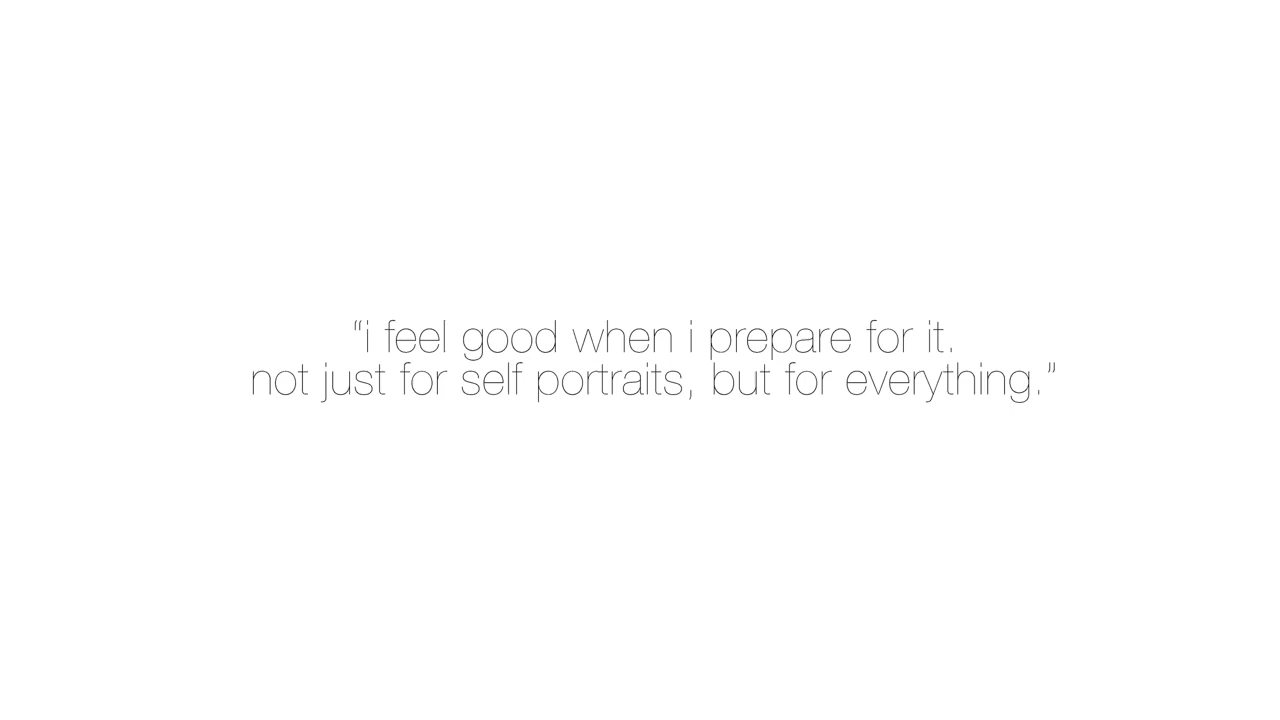 “i feel good when i prepare for it.
not just for self portraits, but for everything.”